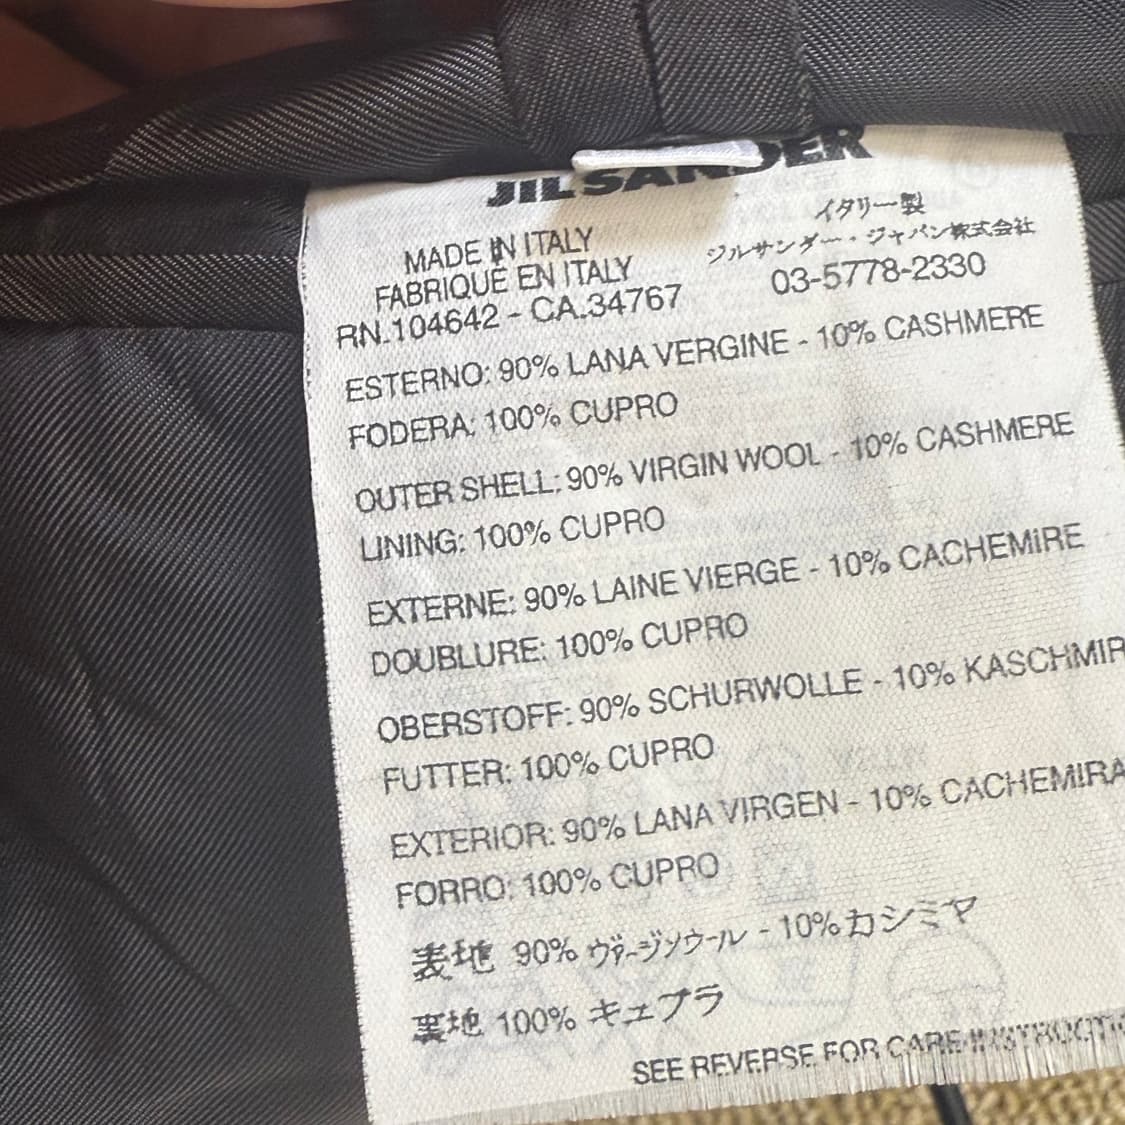 JIL SANDER
MADE IN ITALY
FABRIQUÉ EN ITALY
RN.104642 - CA.34767
イタリー製
ジルサンダー・ジャパン株式会社
03-5778-2330
ESTERNO: 90% LANA VERGINE - 10% CASHMERE
FODERA: 100% CUPRO
OUTER SHELL: 90% VIRGIN WOOL - 10% CASHMERE
LINING: 100% CUPRO
EXTERNE: 90% LAINE VIERGE - 10% CACHEMIRE
DOUBLURE: 100% CUPRO
OBERSTOFF: 90% SCHURWOLLE - 10% KASCHMIR
FUTTER: 100% CUPRO
EXTERIOR: 90% LANA VIRGEN - 10% CACHEMIRA
FORRO: 100% CUPRO
表地 90% ヴァージンウール - 10%カシミヤ
裏地 100% キュプラ
SEE REVERSE FOR CARE